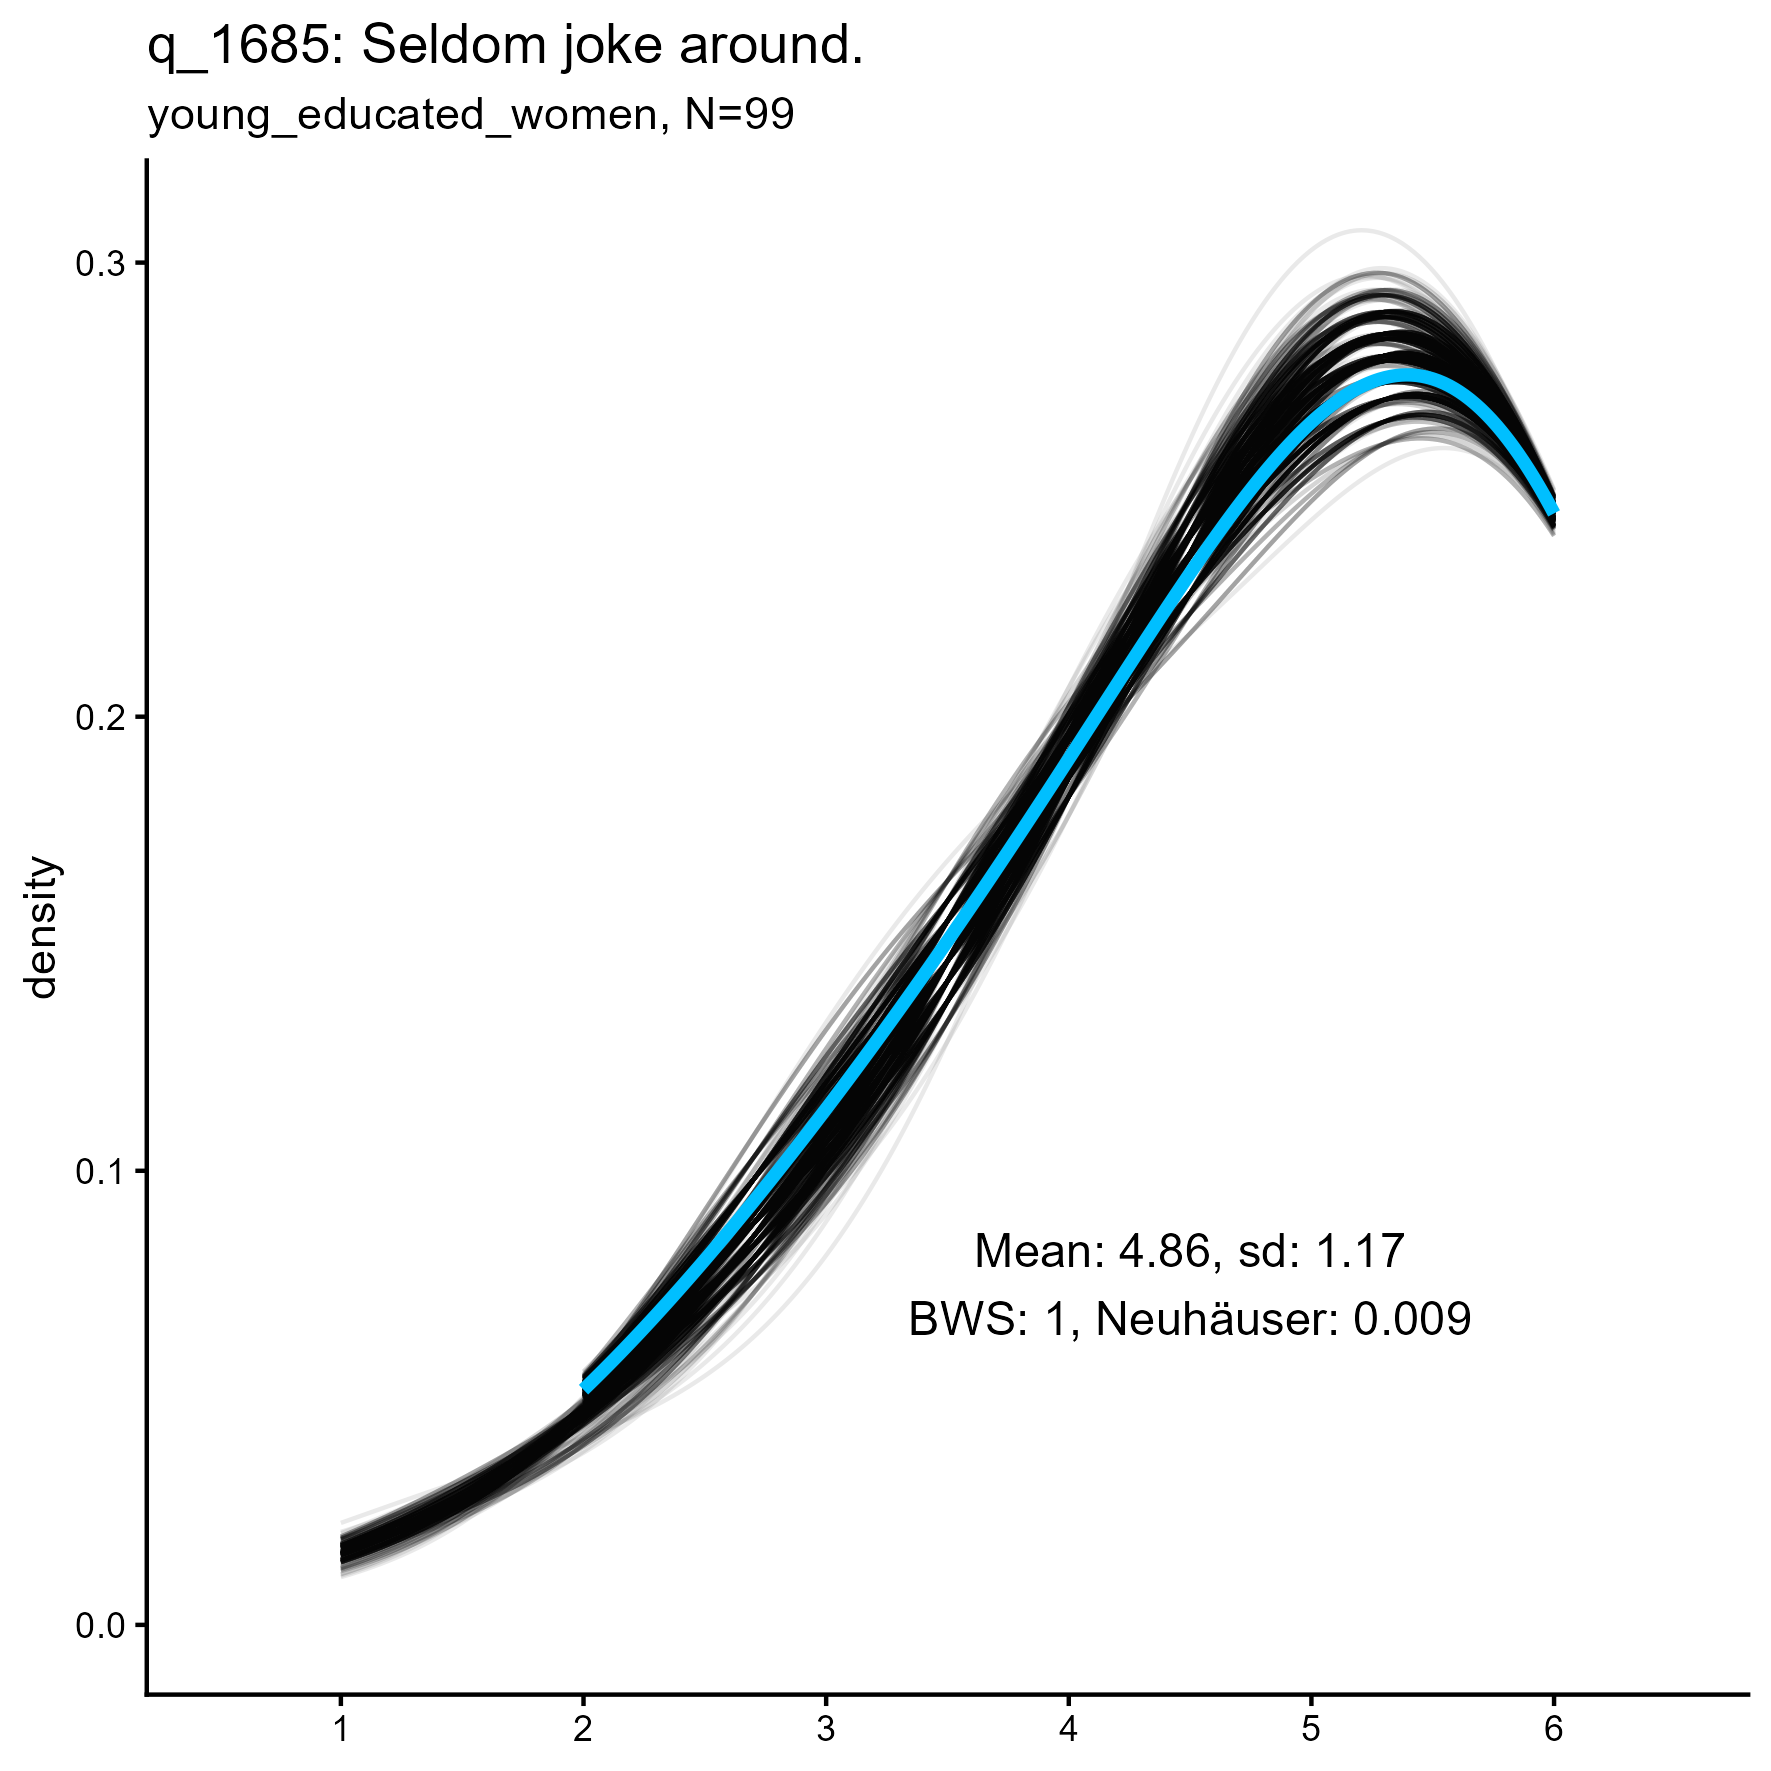 q_1685: Seldom joke around.
young_educated_women, N=99
density
0.3
0.2
0.1
0.0
Mean: 4.86, sd: 1.17
BWS: 1, Neuhäuser: 0.009
1 2 3 4 5 6